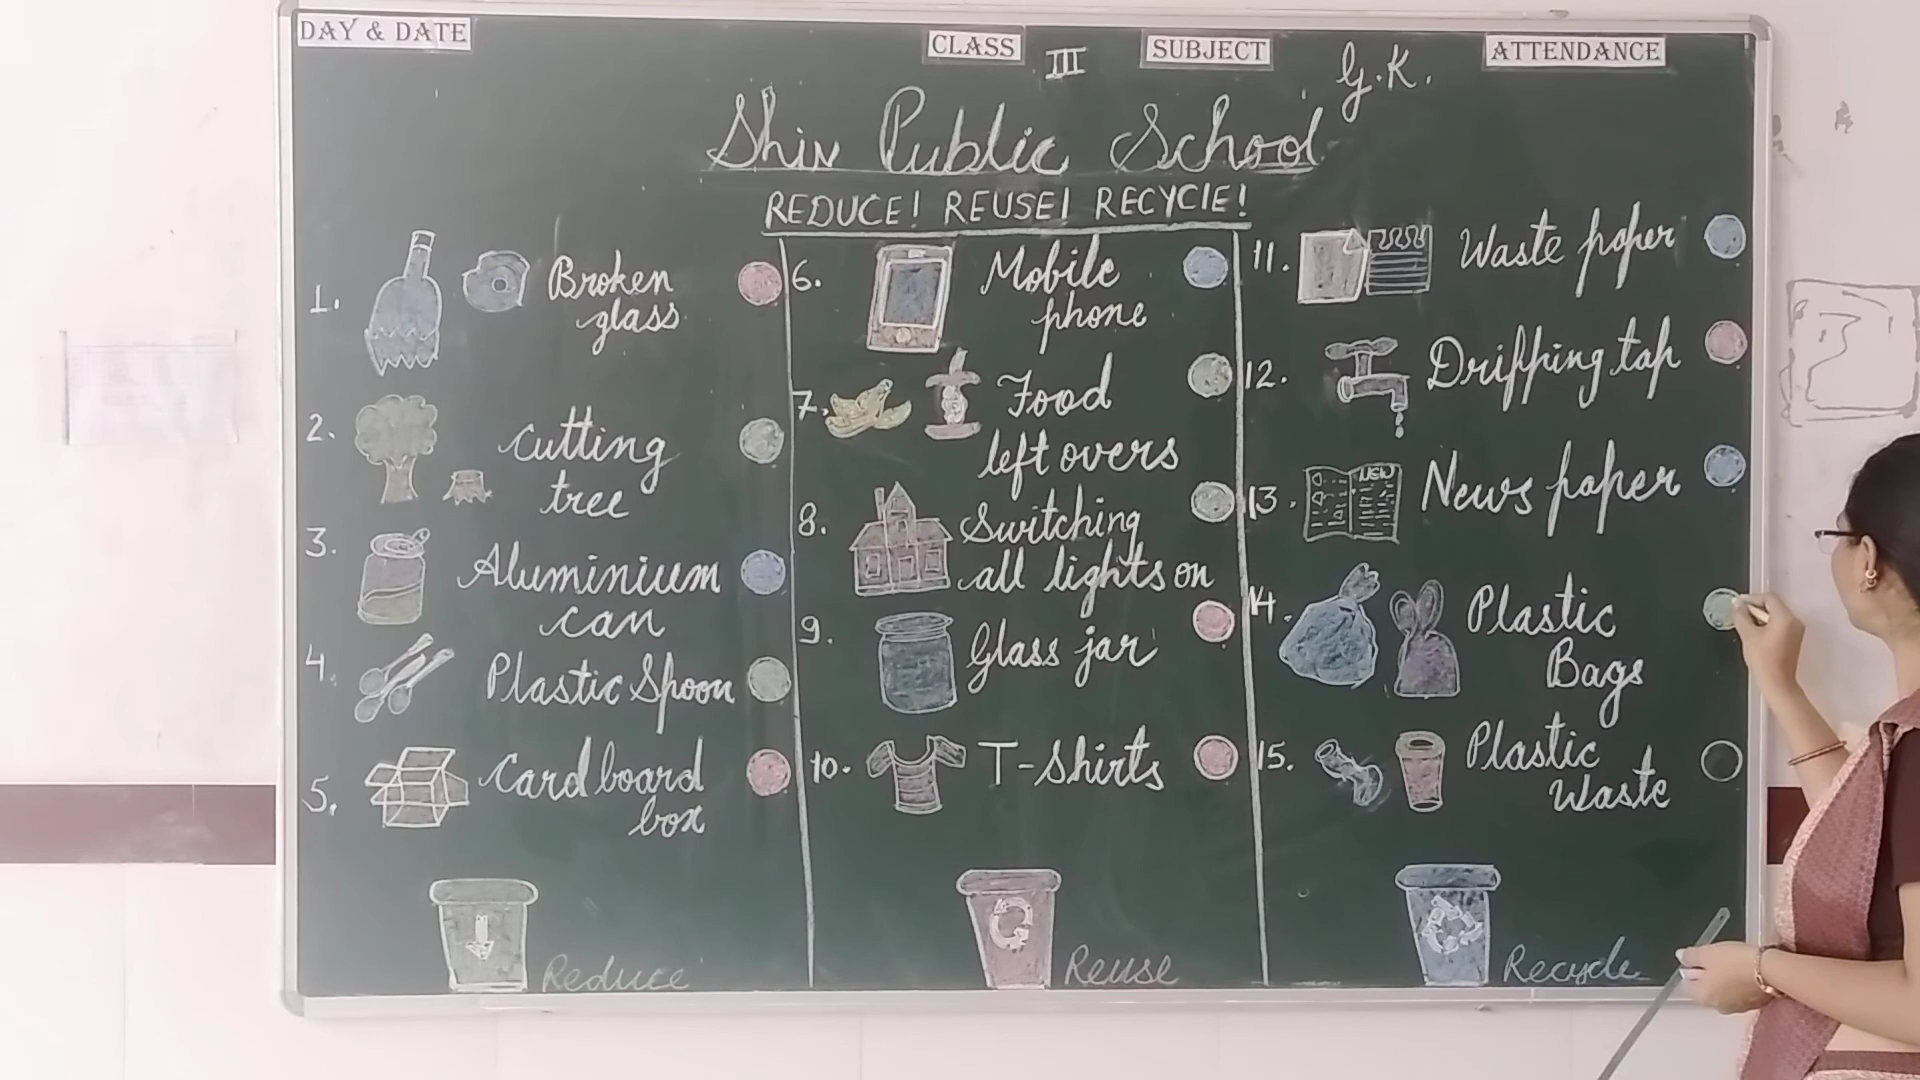 DAY & DATE
CLASS III
SUBJECT G.K.
ATTENDANCE
Shiv Public School
REDUCE! REUSE! RECYCLE!
1. Broken
glass
2. Cutting
tree
3. Aluminium
can
4. Plastic Spoon
5. Card board
box
6. Mobile
phone
7. Food
left overs
8. Switching
all lights on
9. Glass jar
10. T-Shirts
11. Waste paper
12. Dripping tap
13. News paper
NEW
14. Plastic
Bags
15. Plastic
Waste
Reduce
Reuse
Recycle